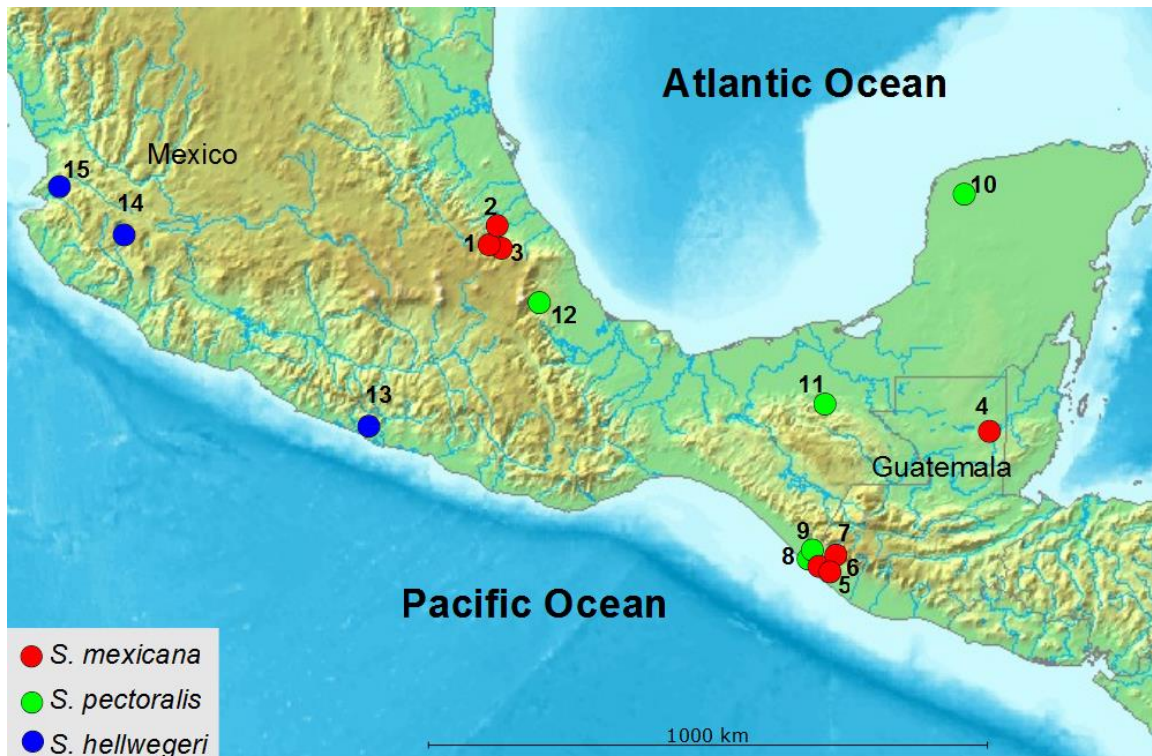 Atlantic Ocean
Mexico
15
10
14
2
1
3
12
13
11
4
Guatemala
9
7
8
6
5
Pacific Ocean
S. mexicana
S. pectoralis
S. hellwegeri
1000 km